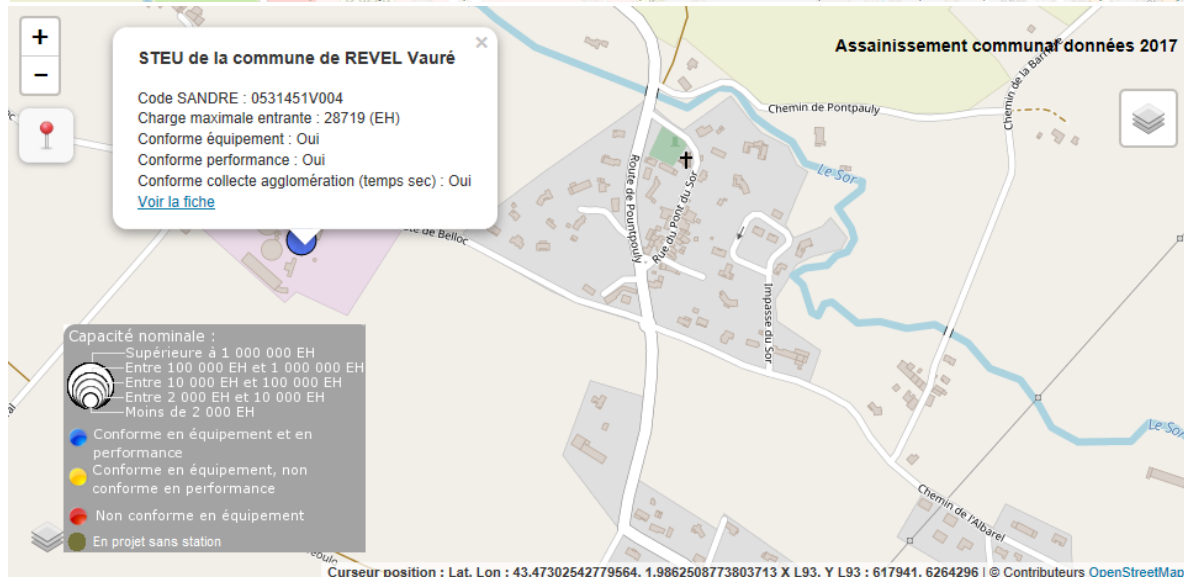 +
−
STEU de la commune de REVEL Vauré
×
Code SANDRE : 0531451V004
Charge maximale entrante : 28719 (EH)
Conforme équipement : Oui
Conforme performance : Oui
Conforme collecte agglomération (temps sec) : Oui
Voir la fiche
Assainissement communal données 2017
Chemin de la Barrière
Chemin de Pontpauly
Le Sor
Route de Pountpouly
Rue du Pont du Sor
de Belloc
Impasse du Sor
Le Sor
Chemin de l'Albarel
Capacité nominale :
Supérieure à 1 000 000 EH
Entre 100 000 EH et 1 000 000 EH
Entre 10 000 EH et 100 000 EH
Entre 2 000 EH et 10 000 EH
Moins de 2 000 EH
Conforme en équipement et en
performance
Conforme en équipement, non
conforme en performance
Non conforme en équipement
En projet sans station
Curseur position : Lat, Lon : 43.47302542779564, 1.9862508773803713 X L93, Y L93 : 617941, 6264296 | © Contributeurs OpenStreetMap